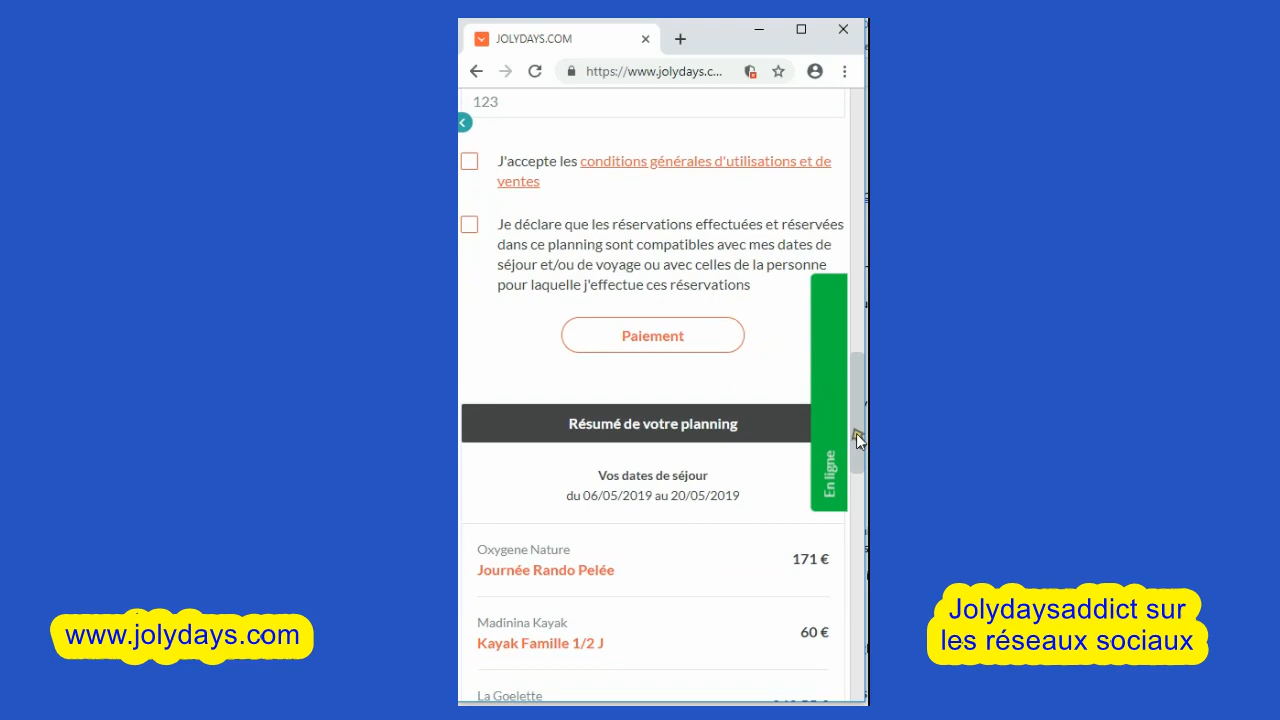 JOLYDAYS.COM
https://www.jolydays.c...
123
J'accepte les conditions générales d'utilisations et de
ventes
Je déclare que les réservations effectuées et réservées
dans ce planning sont compatibles avec mes dates de
séjour et/ou de voyage ou avec celles de la personne
pour laquelle j'effectue ces réservations
Paiement
Résumé de votre planning
En ligne
Vos dates de séjour
du 06/05/2019 au 20/05/2019
Oxygene Nature
Journée Rando Pelée
171 €
Madinina Kayak
Kayak Famille 1/2 J
60 €
La Goelette
www.jolydays.com
Jolydaysaddict sur
les réseaux sociaux